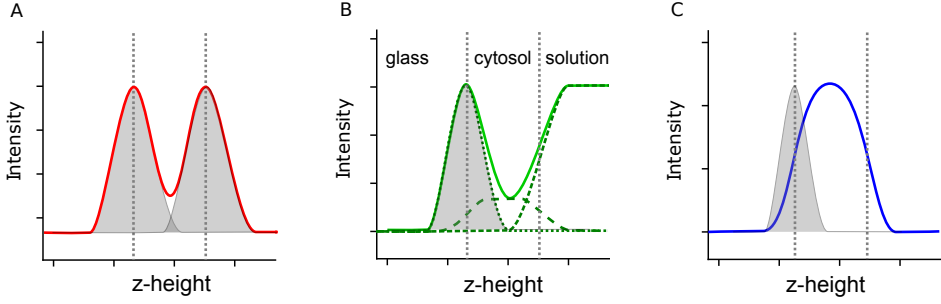 A
Intensity
z-height
B
glass
cytosol
solution
Intensity
z-height
C
Intensity
z-height